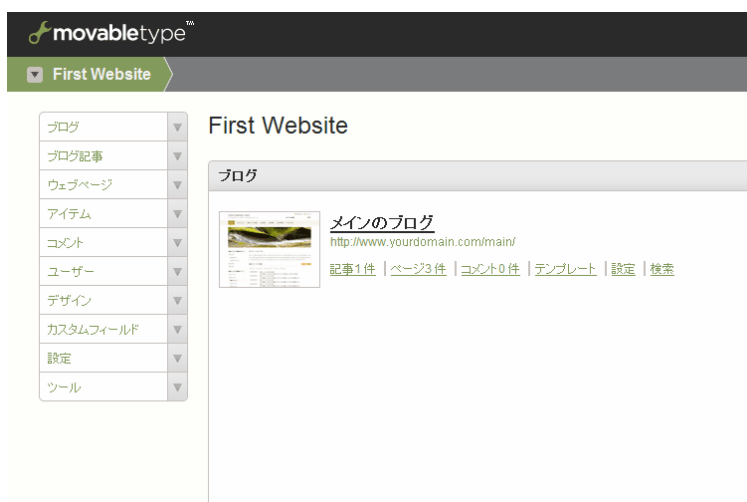 movabletype™
First Website
ブログ
ブログ記事
ウェブページ
アイテム
コメント
ユーザー
デザイン
カスタムフィールド
設定
ツール
First Website
ブログ
メインのブログ
http://www.yourdomain.com/main/
記事1件 | ページ3件 | コメント0件 | テンプレート | 設定 | 検索